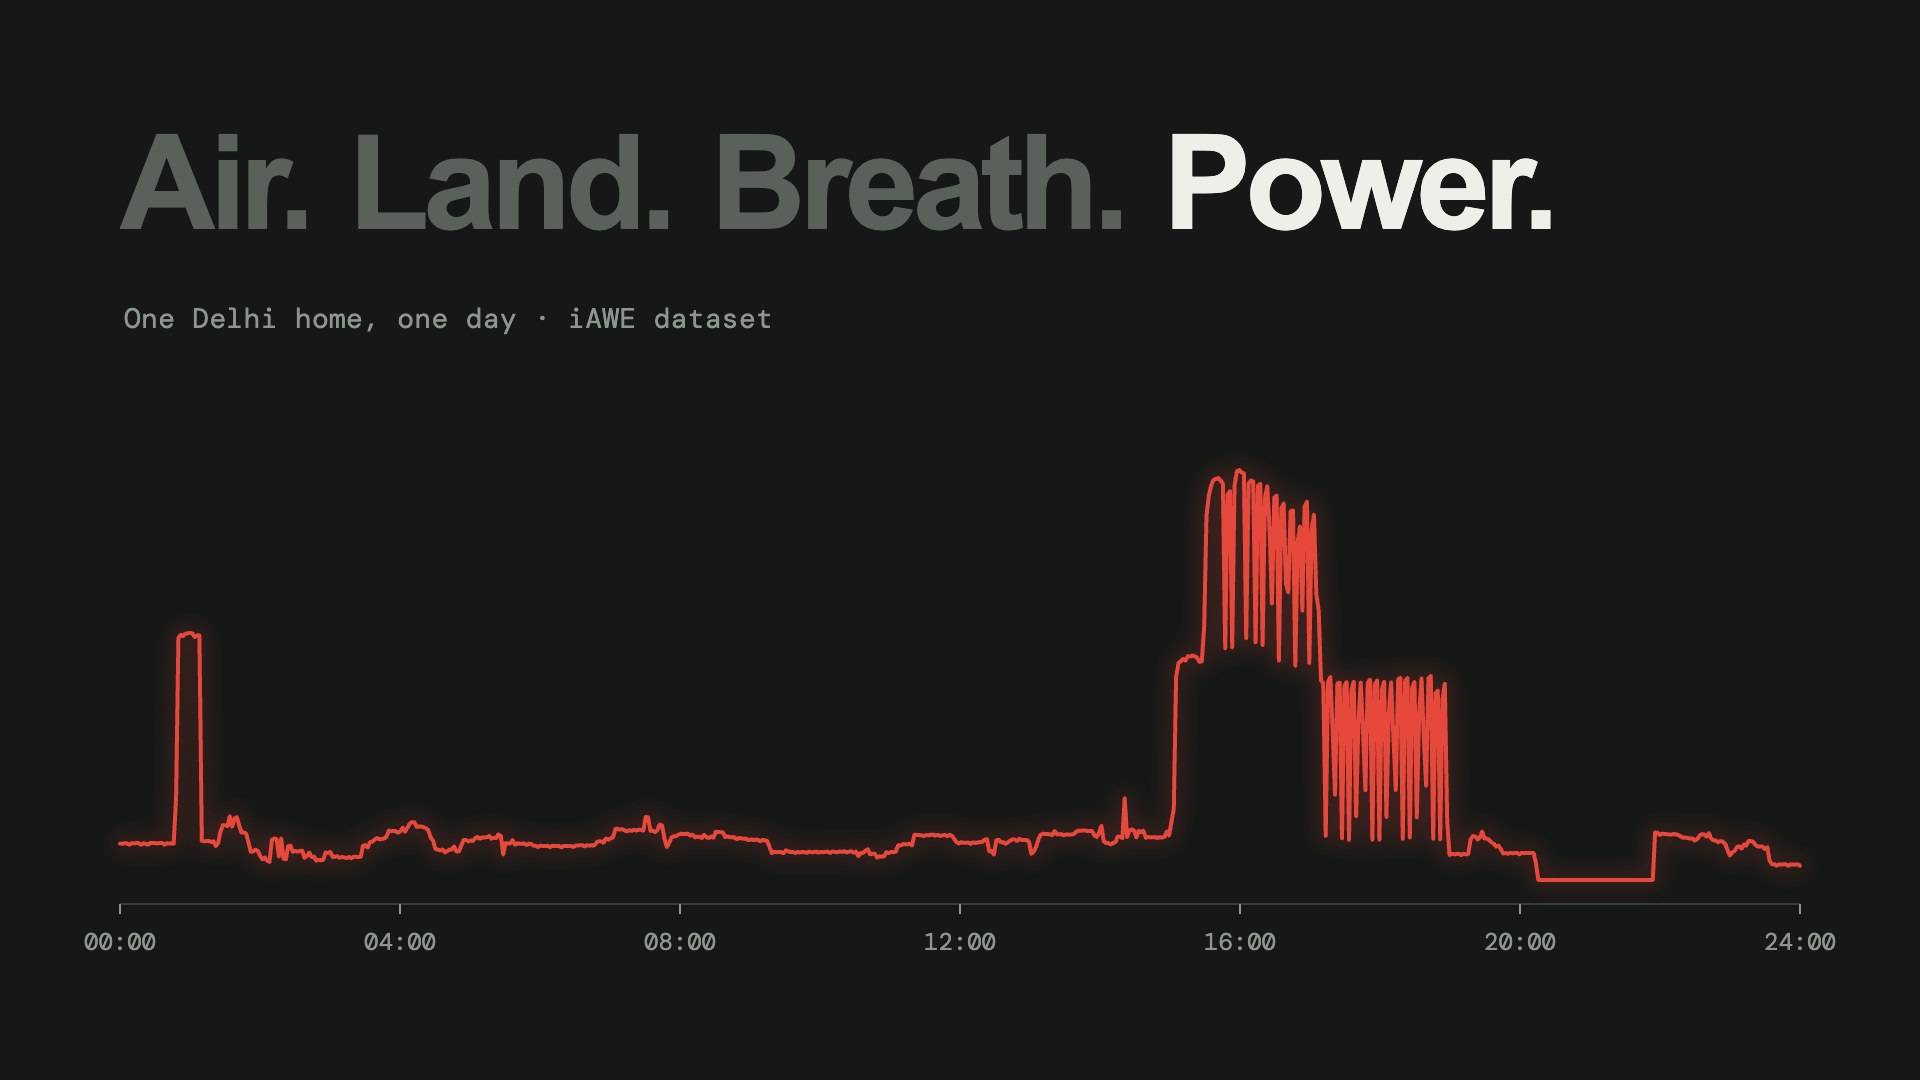 Air. Land. Breath. Power.
One Delhi home, one day · iAWE dataset
00:00 04:00 08:00 12:00 16:00 20:00 24:00